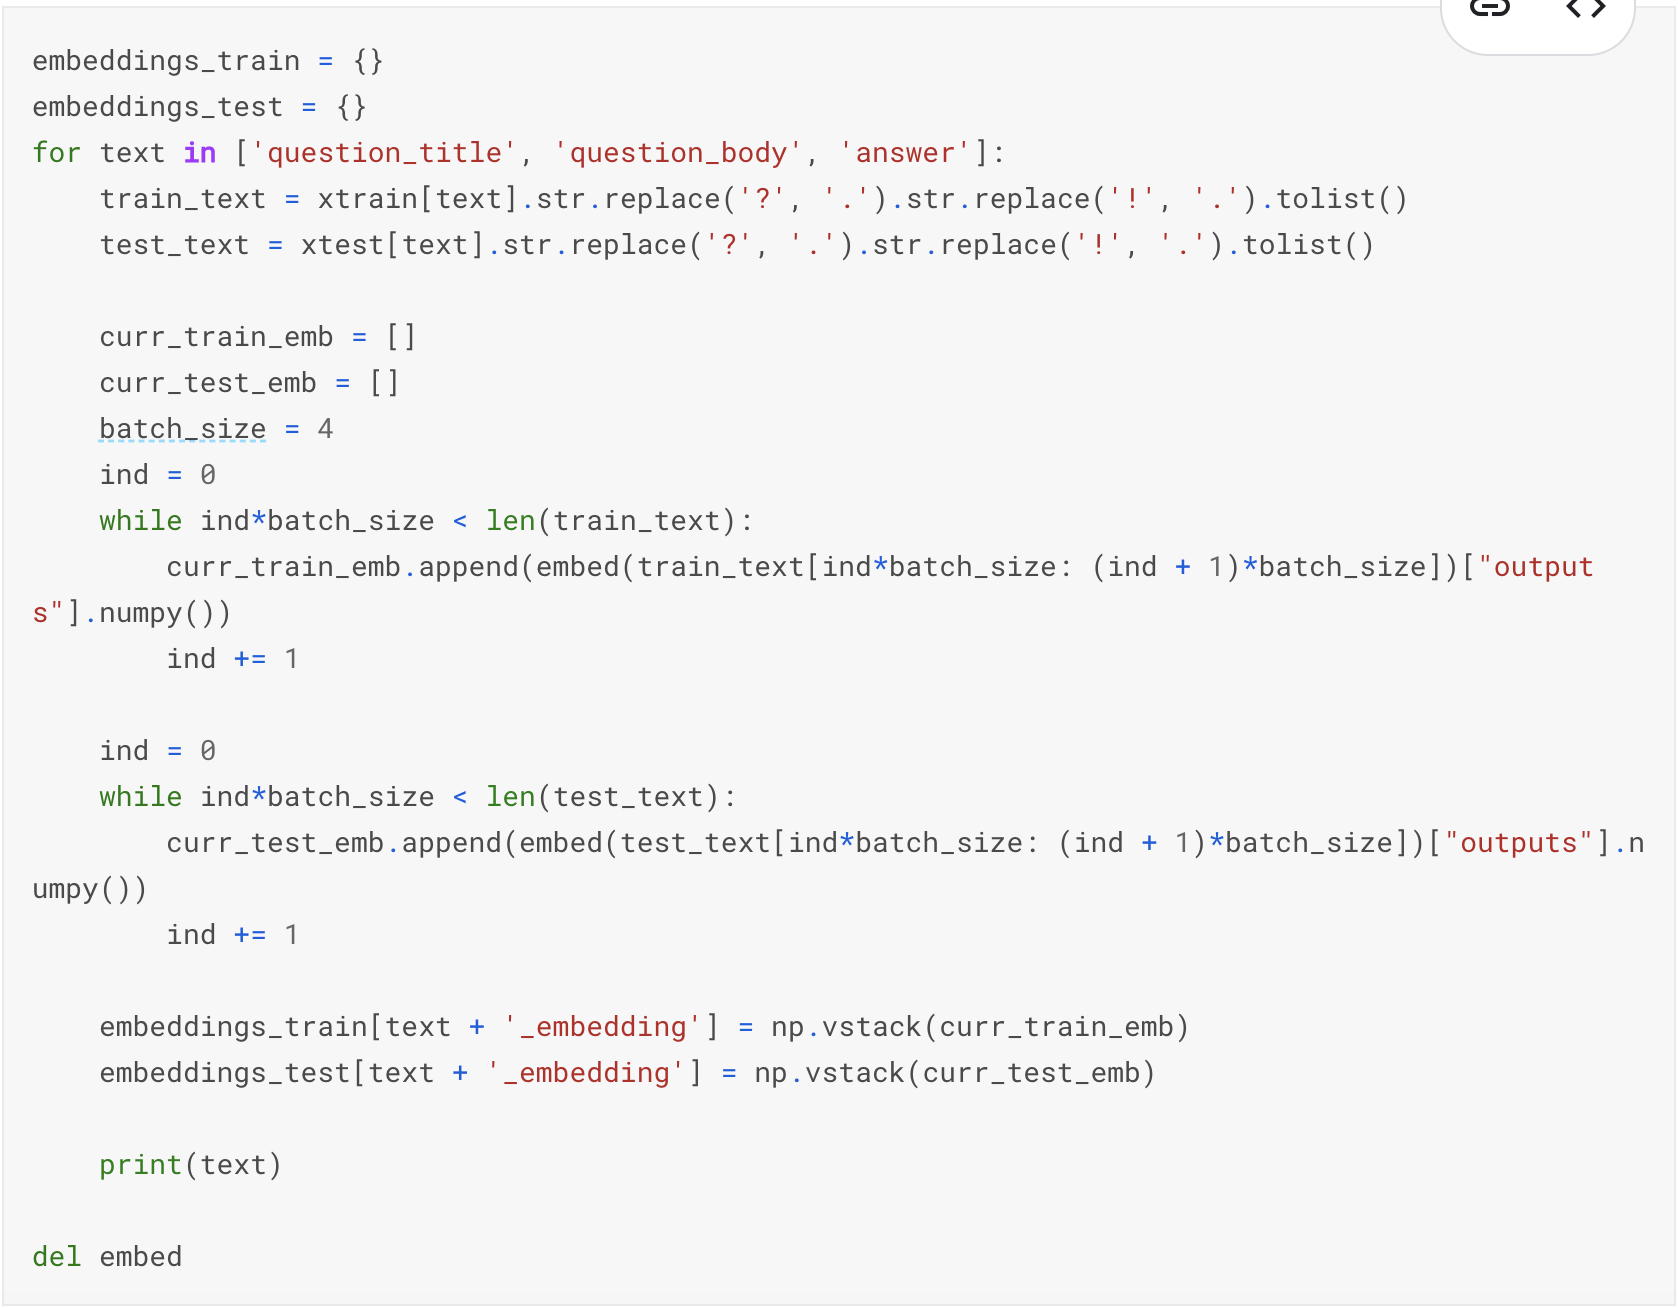 embeddings_train = {}
embeddings_test = {}
for text in ['question_title', 'question_body', 'answer']:
    train_text = xtrain[text].str.replace('?', '.').str.replace('!', '.').tolist()
    test_text = xtest[text].str.replace('?', '.').str.replace('!', '.').tolist()

    curr_train_emb = []
    curr_test_emb = []
    batch_size = 4
    ind = 0
    while ind*batch_size < len(train_text):
        curr_train_emb.append(embed(train_text[ind*batch_size: (ind + 1)*batch_size])["output
s"].numpy())
        ind += 1

    ind = 0
    while ind*batch_size < len(test_text):
        curr_test_emb.append(embed(test_text[ind*batch_size: (ind + 1)*batch_size])["outputs"].n
umpy())
        ind += 1

    embeddings_train[text + '_embedding'] = np.vstack(curr_train_emb)
    embeddings_test[text + '_embedding'] = np.vstack(curr_test_emb)

    print(text)

del embed